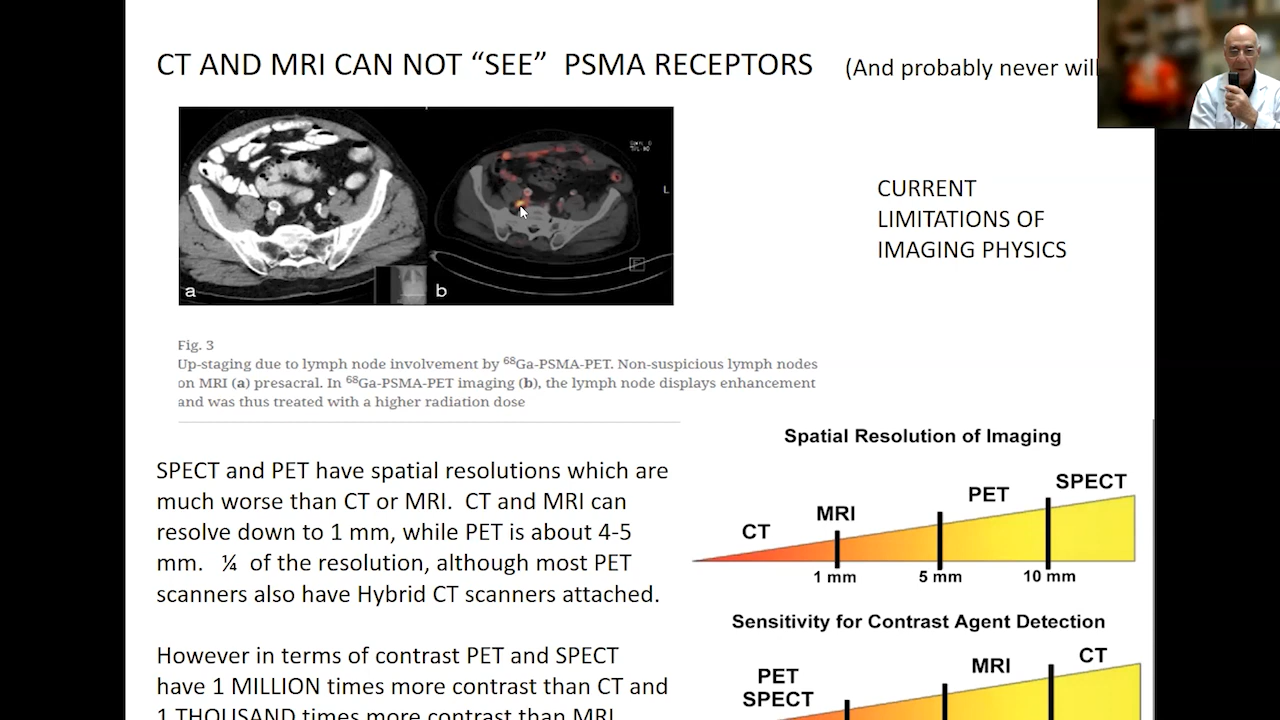 CT AND MRI CAN NOT “SEE” PSMA RECEPTORS (And probably never will
CURRENT
LIMITATIONS OF
IMAGING PHYSICS
L
a
b
Fig. 3
Up-staging due to lymph node involvement by ⁶⁸Ga-PSMA-PET. Non-suspicious lymph nodes
on MRI (a) presacral. In ⁶⁸Ga-PSMA-PET imaging (b), the lymph node displays enhancement
and was thus treated with a higher radiation dose
SPECT and PET have spatial resolutions which are
much worse than CT or MRI. CT and MRI can
resolve down to 1 mm, while PET is about 4-5
mm. ¼ of the resolution, although most PET
scanners also have Hybrid CT scanners attached.
However in terms of contrast PET and SPECT
have 1 MILLION times more contrast than CT and
1 THOUSAND times more contrast than MRI
Spatial Resolution of Imaging
CT MRI PET SPECT
1 mm 5 mm 10 mm
Sensitivity for Contrast Agent Detection
PET
SPECT
MRI
CT